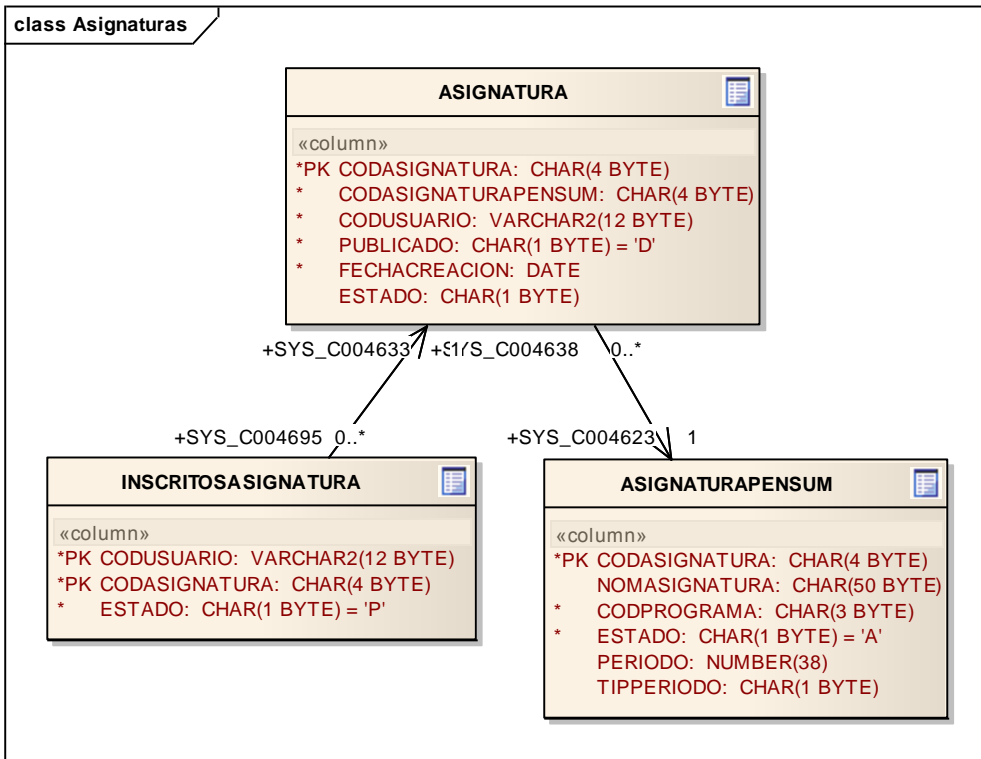 class Asignaturas
ASIGNATURA
«column»
*PK CODASIGNATURA: CHAR(4 BYTE)
* CODASIGNATURAPENSUM: CHAR(4 BYTE)
* CODUSUARIO: VARCHAR2(12 BYTE)
* PUBLICADO: CHAR(1 BYTE) = 'D'
* FECHACREACION: DATE
ESTADO: CHAR(1 BYTE)
+SYS_C004633 1 +SYS_C004638 0..*
+SYS_C004695 0..* +SYS_C004623 1
INSCRITOSASIGNATURA
«column»
*PK CODUSUARIO: VARCHAR2(12 BYTE)
*PK CODASIGNATURA: CHAR(4 BYTE)
* ESTADO: CHAR(1 BYTE) = 'P'
ASIGNATURAPENSUM
«column»
*PK CODASIGNATURA: CHAR(4 BYTE)
NOMASIGNATURA: CHAR(50 BYTE)
* CODPROGRAMA: CHAR(3 BYTE)
* ESTADO: CHAR(1 BYTE) = 'A'
PERIODO: NUMBER(38)
TIPPERIODO: CHAR(1 BYTE)